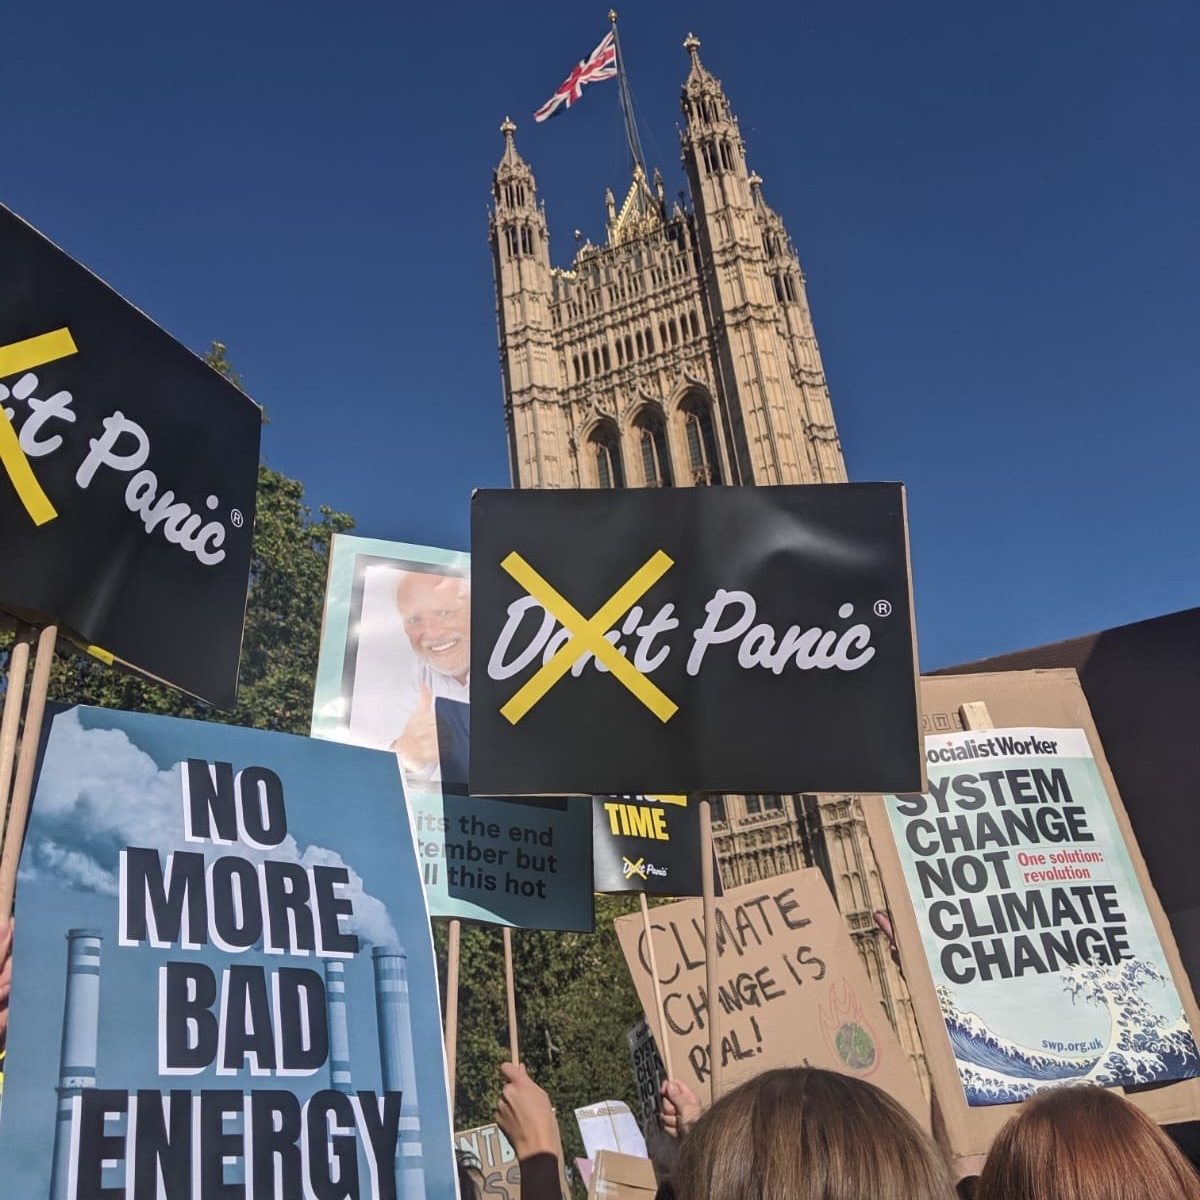 't Panic®
Don't Panic®
NO
MORE
BAD
ENERGY
its the end
tember but
ll this hot
TIME
Don't Panic
CLIMATE
CHANGE IS
REAL!
SocialistWorker
SYSTEM
CHANGE
NOT
One solution:
revolution
CLIMATE
CHANGE
swp.org.uk